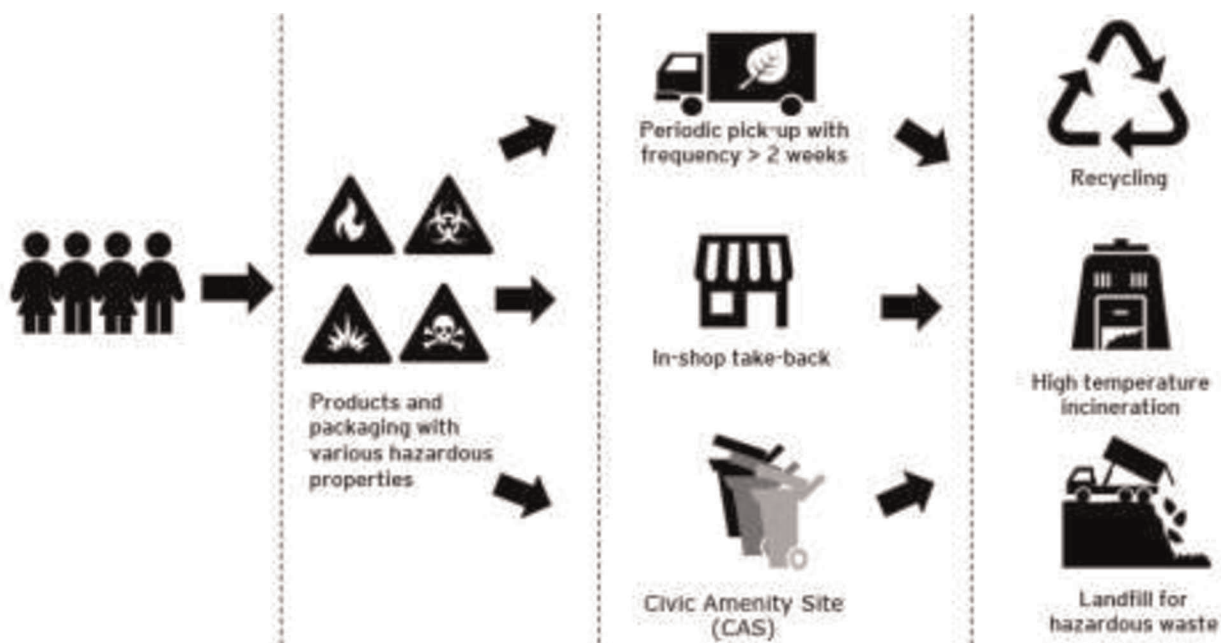 Products and
packaging with
various hazardous
properties
Periodic pick-up with
frequency > 2 weeks
In-shop take-back
Civic Amenity Site
(CAS)
Recycling
High temperature
incineration
Landfill for
hazardous waste